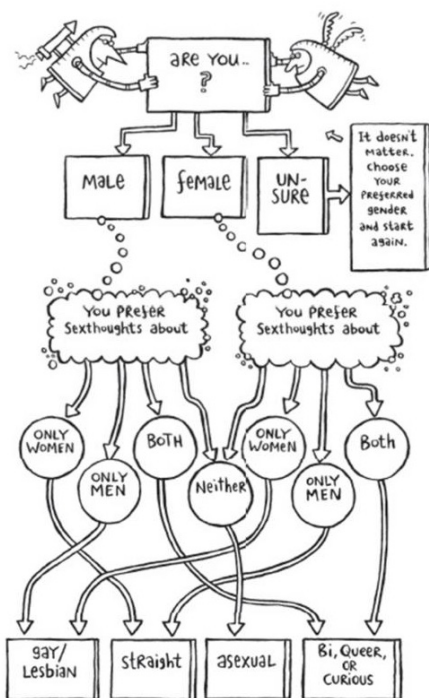 ARE YOU..
?
MALE
FEMALE
UN-
SURE
It doesn't
matter.
Choose
your
preferred
gender
and start
again.
YOU PREFER
Sexthoughts about
YOU PREFER
Sexthoughts about
ONLY
WOMEN
ONLY
MEN
BOTH
Neither
ONLY
WOMEN
ONLY
MEN
Both
gay/
Lesbian
straight
asexual
Bi, Queer,
OR
CURIOUS